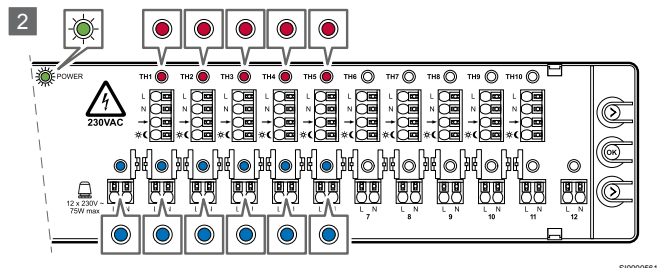 2
POWER
TH1 TH2 TH3 TH4 TH5 TH6 TH7 TH8 TH9 TH10
230VAC
L L L L L L L L L L
N N N N N N N N N N
OK
12 x 230V ~
75W max
L N L N L N L N L N L N L N L N L N L N L N L N
7 8 9 10 11 12
SI0000561